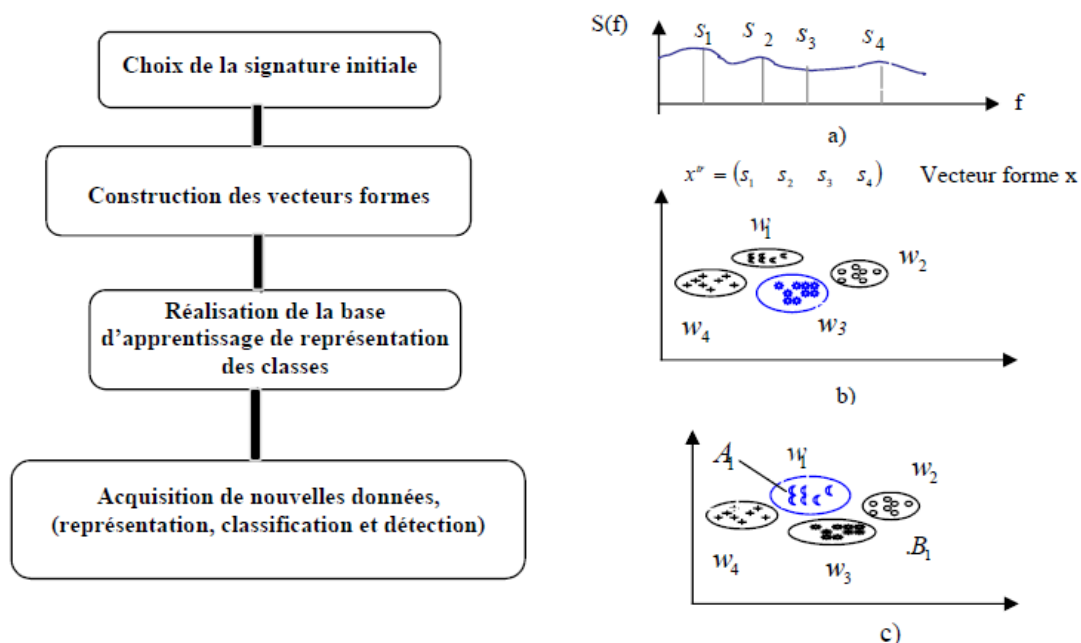 Choix de la signature initiale
Construction des vecteurs formes
Réalisation de la base
d’apprentissage de représentation
des classes
Acquisition de nouvelles données,
(représentation, classification et détection)
S(f)
s₁ s₂ s₃ s₄
f
a)
xᵗʳ = (s₁ s₂ s₃ s₄) Vecteur forme x
w₁
w₂
w₃
w₄
b)
A₁
w₁
w₂
.B₁
w₄
w₃
c)